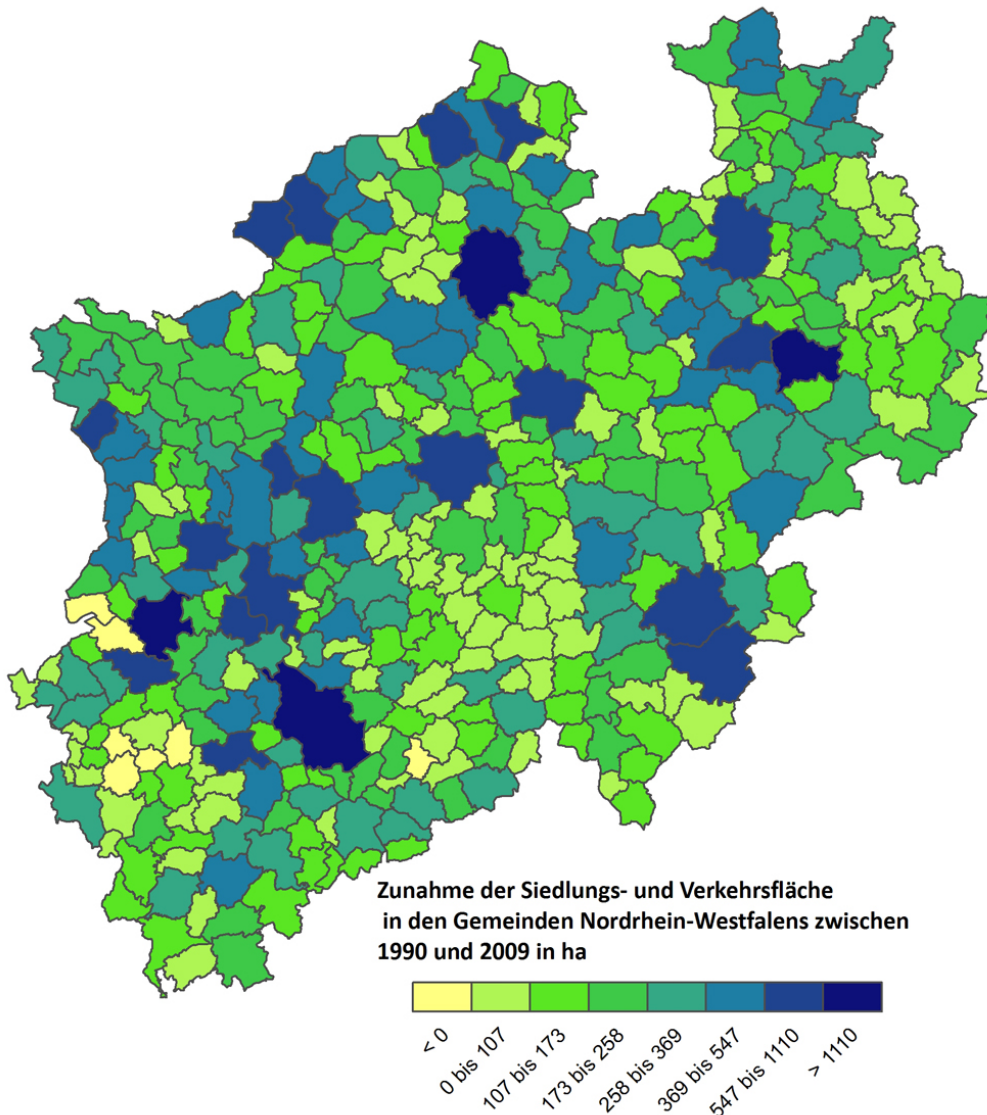 Zunahme der Siedlungs- und Verkehrsfläche
in den Gemeinden Nordrhein-Westfalens zwischen
1990 und 2009 in ha
< 0
0 bis 107
107 bis 173
173 bis 258
258 bis 369
369 bis 547
547 bis 1110
> 1110